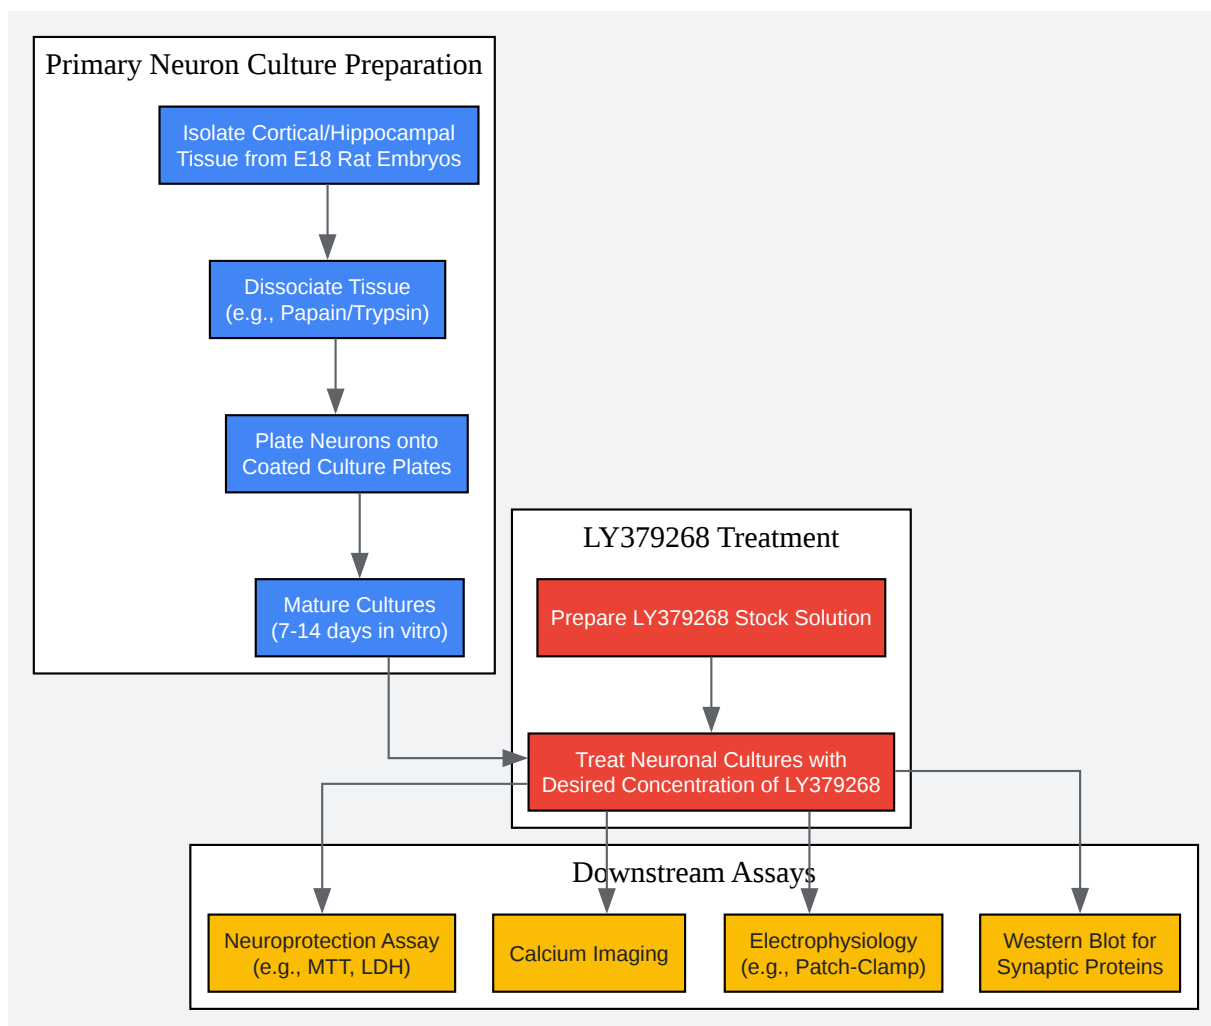 Primary Neuron Culture Preparation
Isolate Cortical/Hippocampal
Tissue from E18 Rat Embryos
Dissociate Tissue
(e.g., Papain/Trypsin)
Plate Neurons onto
Coated Culture Plates
Mature Cultures
(7-14 days in vitro)
LY379268 Treatment
Prepare LY379268 Stock Solution
Treat Neuronal Cultures with
Desired Concentration of LY379268
Downstream Assays
Neuroprotection Assay
(e.g., MTT, LDH)
Calcium Imaging
Electrophysiology
(e.g., Patch-Clamp)
Western Blot for
Synaptic Proteins